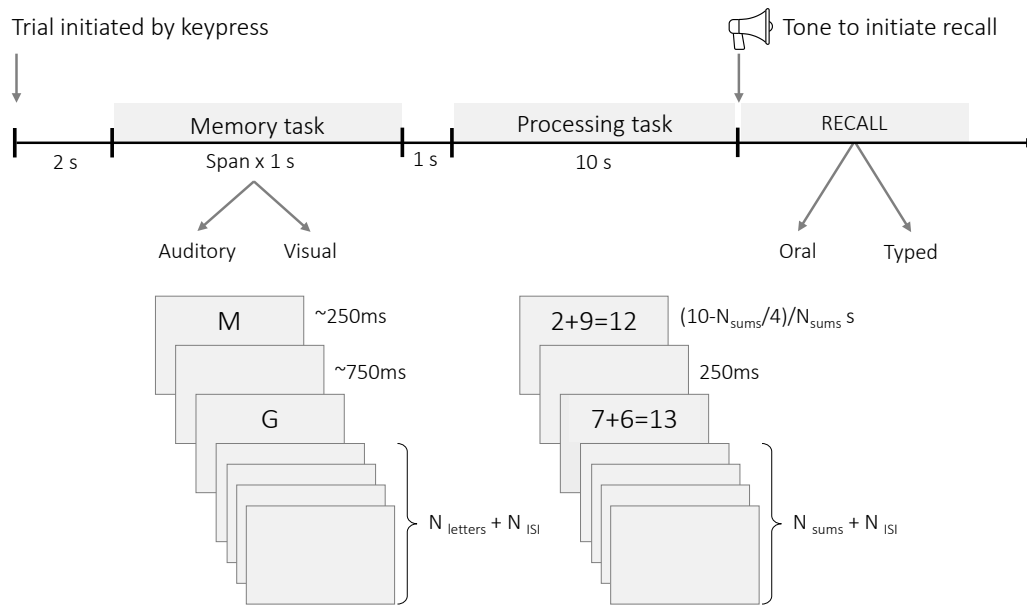 Trial initiated by keypress
Tone to initiate recall
Memory task
Processing task
RECALL
2 s
Span x 1 s
1 s
10 s
Auditory
Visual
Oral
Typed
M
~250ms
~750ms
G
N letters + N ISI
2+9=12
(10-Nsums/4)/Nsums s
250ms
7+6=13
N sums + N ISI